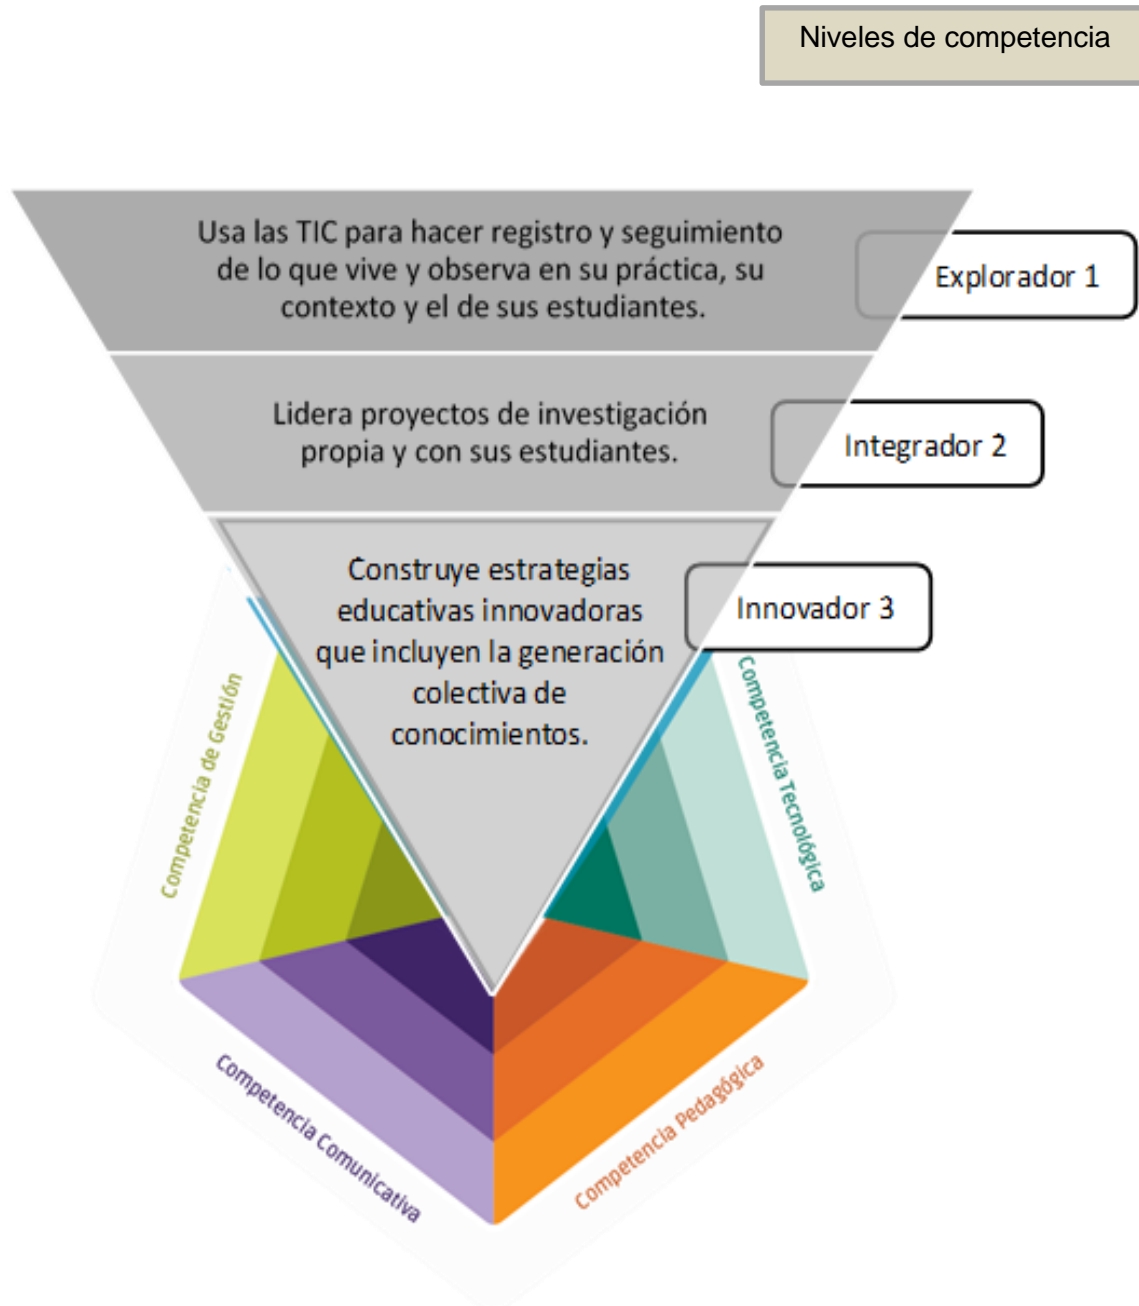 Niveles de competencia
Usa las TIC para hacer registro y seguimiento
de lo que vive y observa en su práctica, su
contexto y el de sus estudiantes.
Explorador 1
Lidera proyectos de investigación
propia y con sus estudiantes.
Integrador 2
Construye estrategias
educativas innovadoras
que incluyen la generación
colectiva de
conocimientos.
Innovador 3
Competencia de Gestión
Competencia Tecnológica
Competencia Comunicativa
Competencia Pedagógica